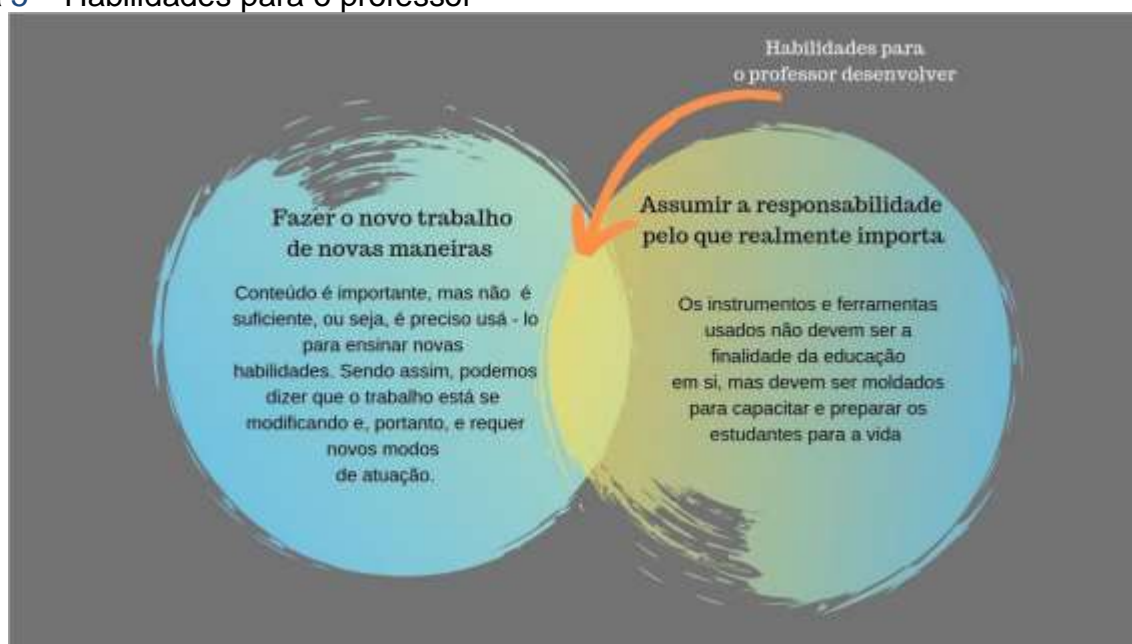 3 – Habilidades para o professor
Habilidades para
o professor desenvolver
Fazer o novo trabalho
de novas maneiras
Conteúdo é importante, mas não é
suficiente, ou seja, é preciso usá - lo
para ensinar novas
habilidades. Sendo assim, podemos
dizer que o trabalho está se
modificando e, portanto, e requer
novos modos
de atuação.
Assumir a responsabilidade
pelo que realmente importa
Os instrumentos e ferramentas
usados não devem ser a
finalidade da educação
em si, mas devem ser moldados
para capacitar e preparar os
estudantes para a vida